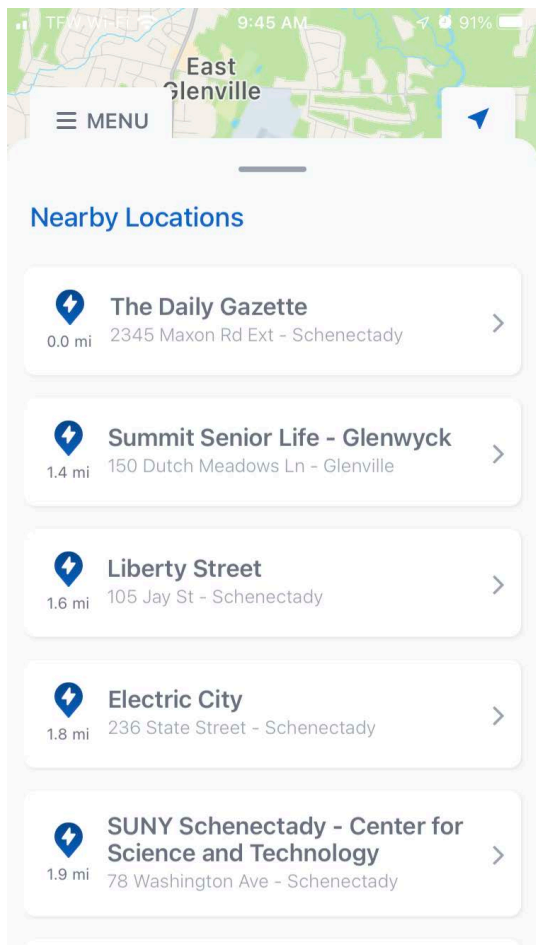 TFW Wi-Fi 9:45 AM 91%
East
Glenville
MENU
Nearby Locations
The Daily Gazette
0.0 mi 2345 Maxon Rd Ext - Schenectady
Summit Senior Life - Glenwyck
1.4 mi 150 Dutch Meadows Ln - Glenville
Liberty Street
1.6 mi 105 Jay St - Schenectady
Electric City
1.8 mi 236 State Street - Schenectady
SUNY Schenectady - Center for
Science and Technology
1.9 mi 78 Washington Ave - Schenectady